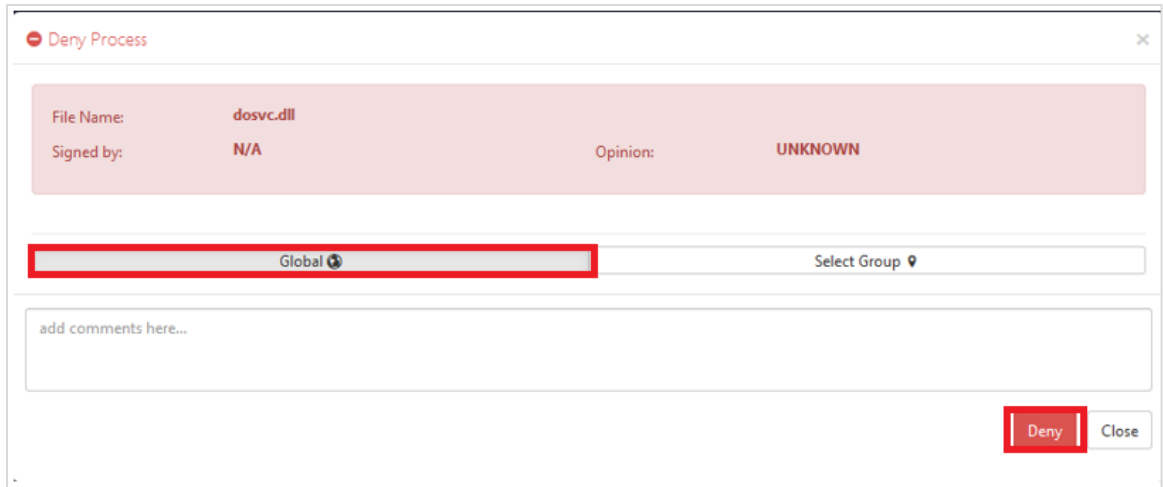 Deny Process
File Name: dosvc.dll
Signed by: N/A Opinion: UNKNOWN
Global Select Group
add comments here...
Deny Close